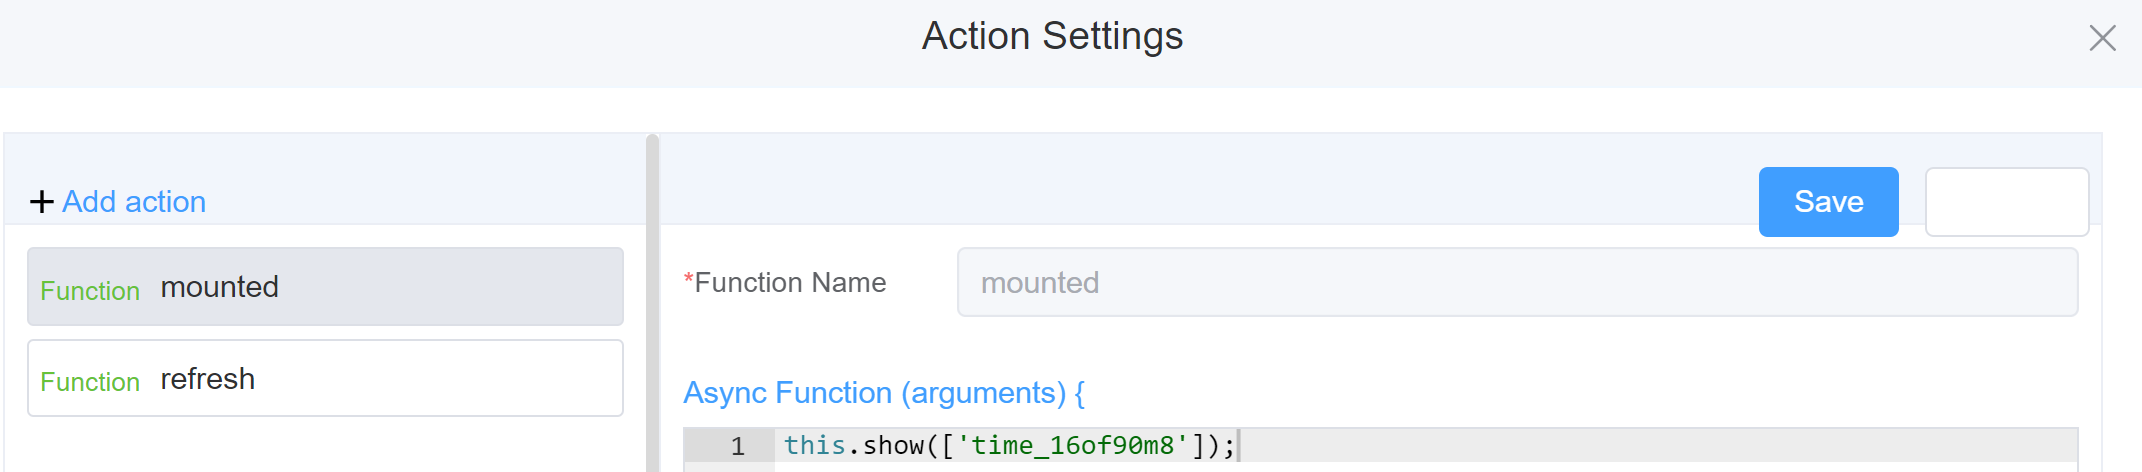 Action Settings
+ Add action
Save
Function mounted
*Function Name mounted
Function refresh
Async Function (arguments) {
1 this.show(['time_16of90m8']);